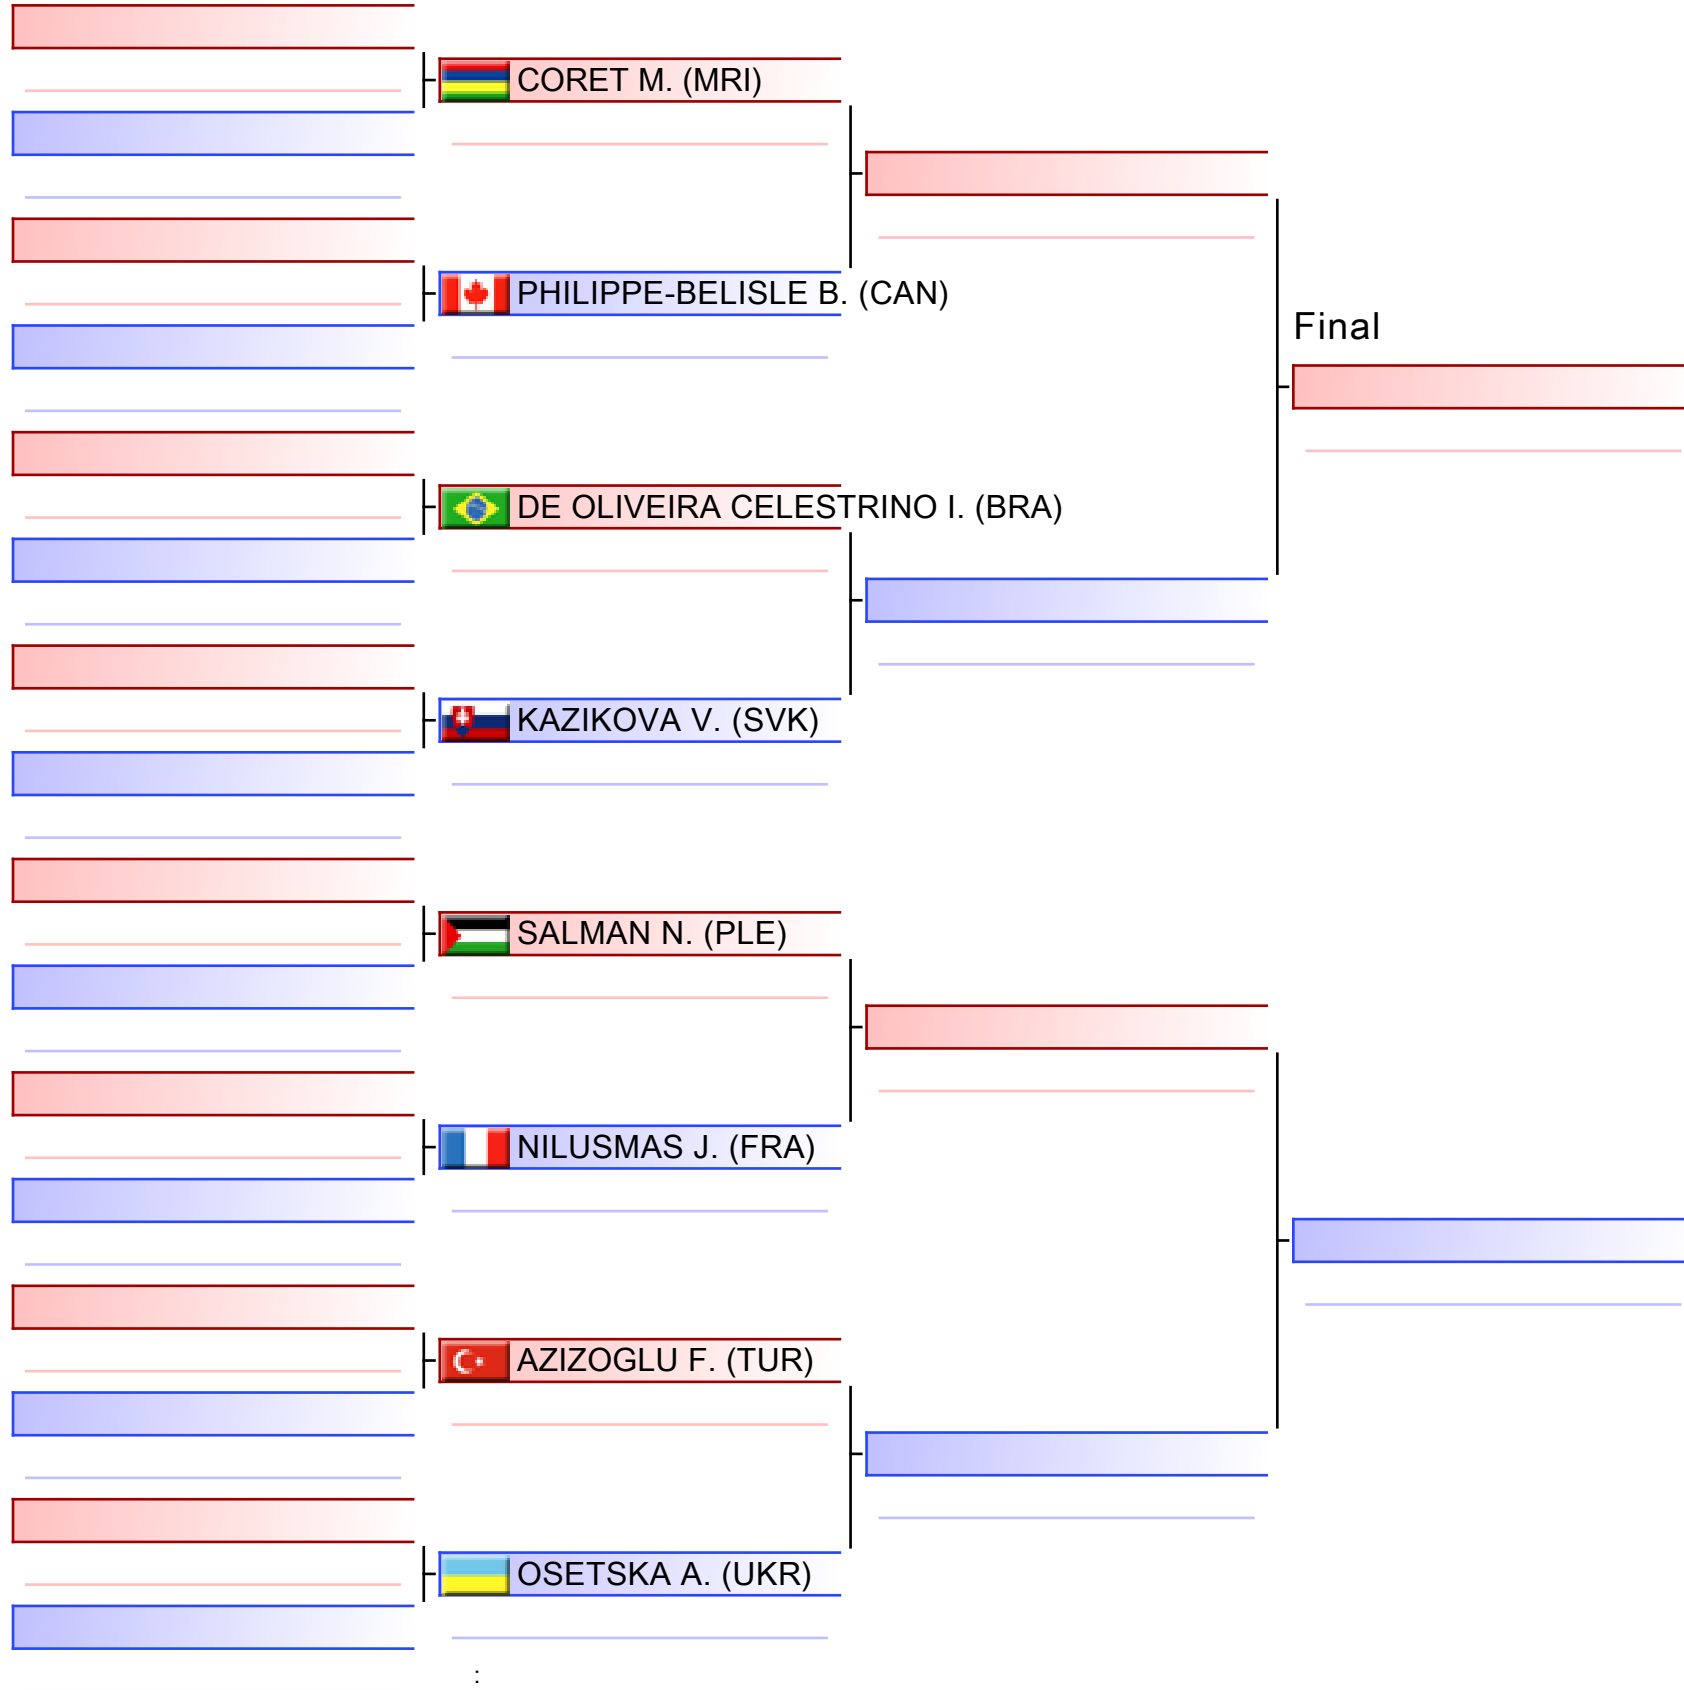 CORET M. (MRI)
PHILIPPE-BELISLE B. (CAN)
Final
DE OLIVEIRA CELESTRINO I. (BRA)
KAZIKOVA V. (SVK)
SALMAN N. (PLE)
NILUSMAS J. (FRA)
AZIZOGLU F. (TUR)
OSETSKA A. (UKR)
: